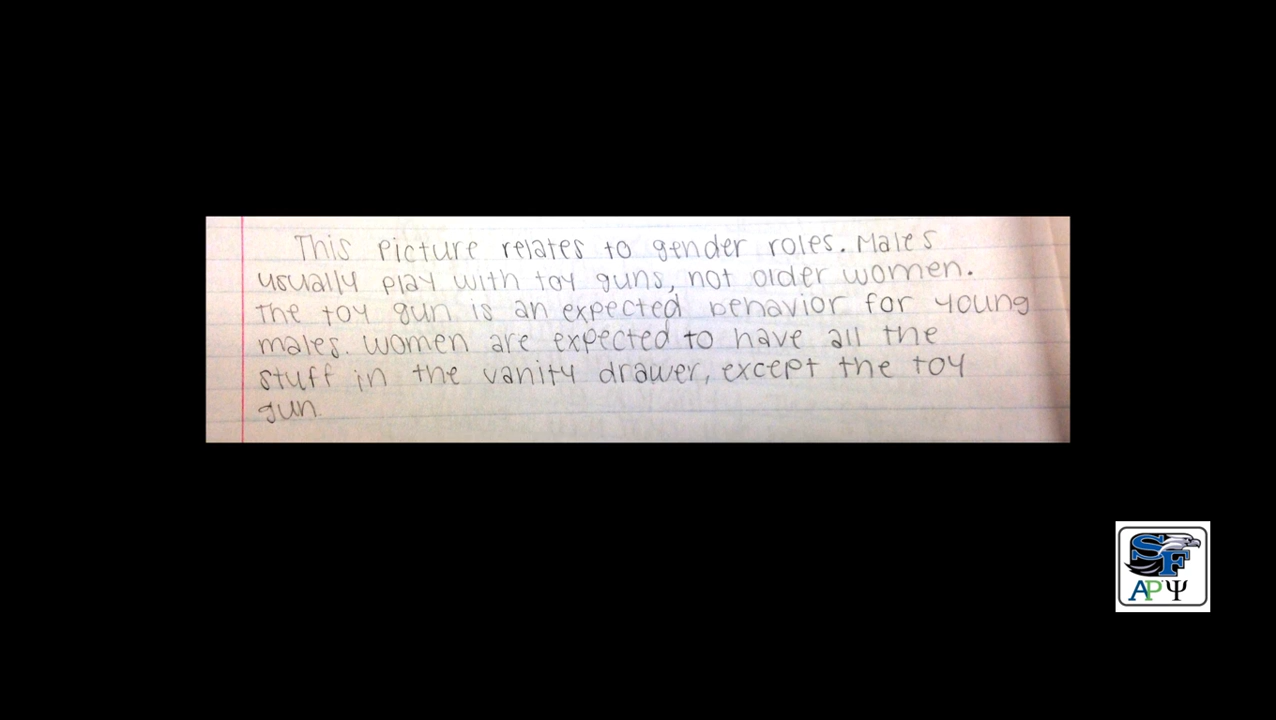 This picture relates to gender roles. Males
usually play with toy guns, not older women.
The toy gun is an expected behavior for young
males. Women are expected to have all the
stuff in the vanity drawer, except the toy
gun.
SF
AP Ψ